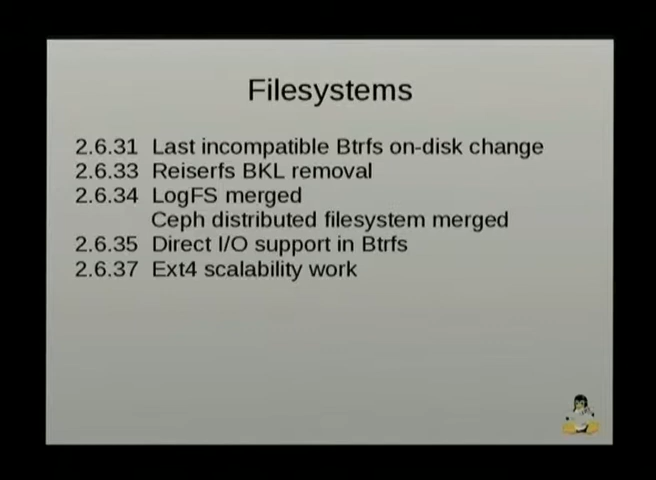 Filesystems
2.6.31 Last incompatible Btrfs on-disk change
2.6.33 Reiserfs BKL removal
2.6.34 LogFS merged
Ceph distributed filesystem merged
2.6.35 Direct I/O support in Btrfs
2.6.37 Ext4 scalability work